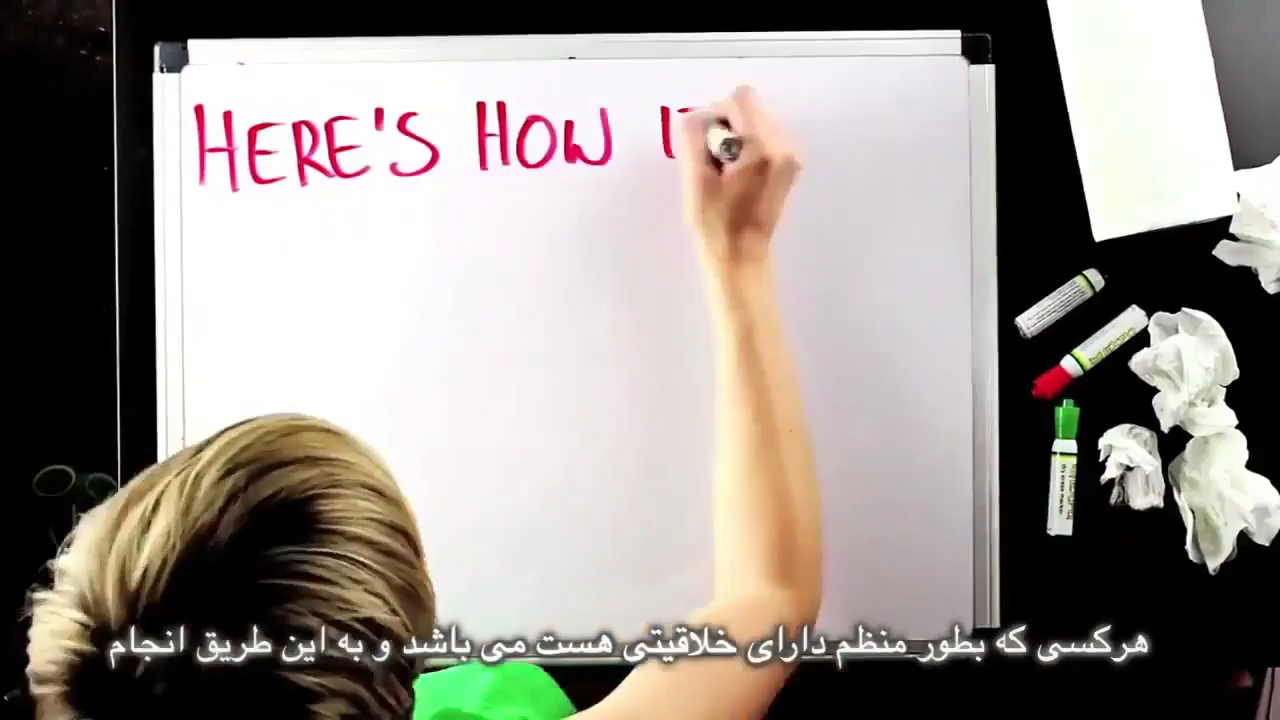 HERE'S HOW I
هرکسی که بطور منظم دارای خلاقیتی هست می باشد و به این طریق انجام